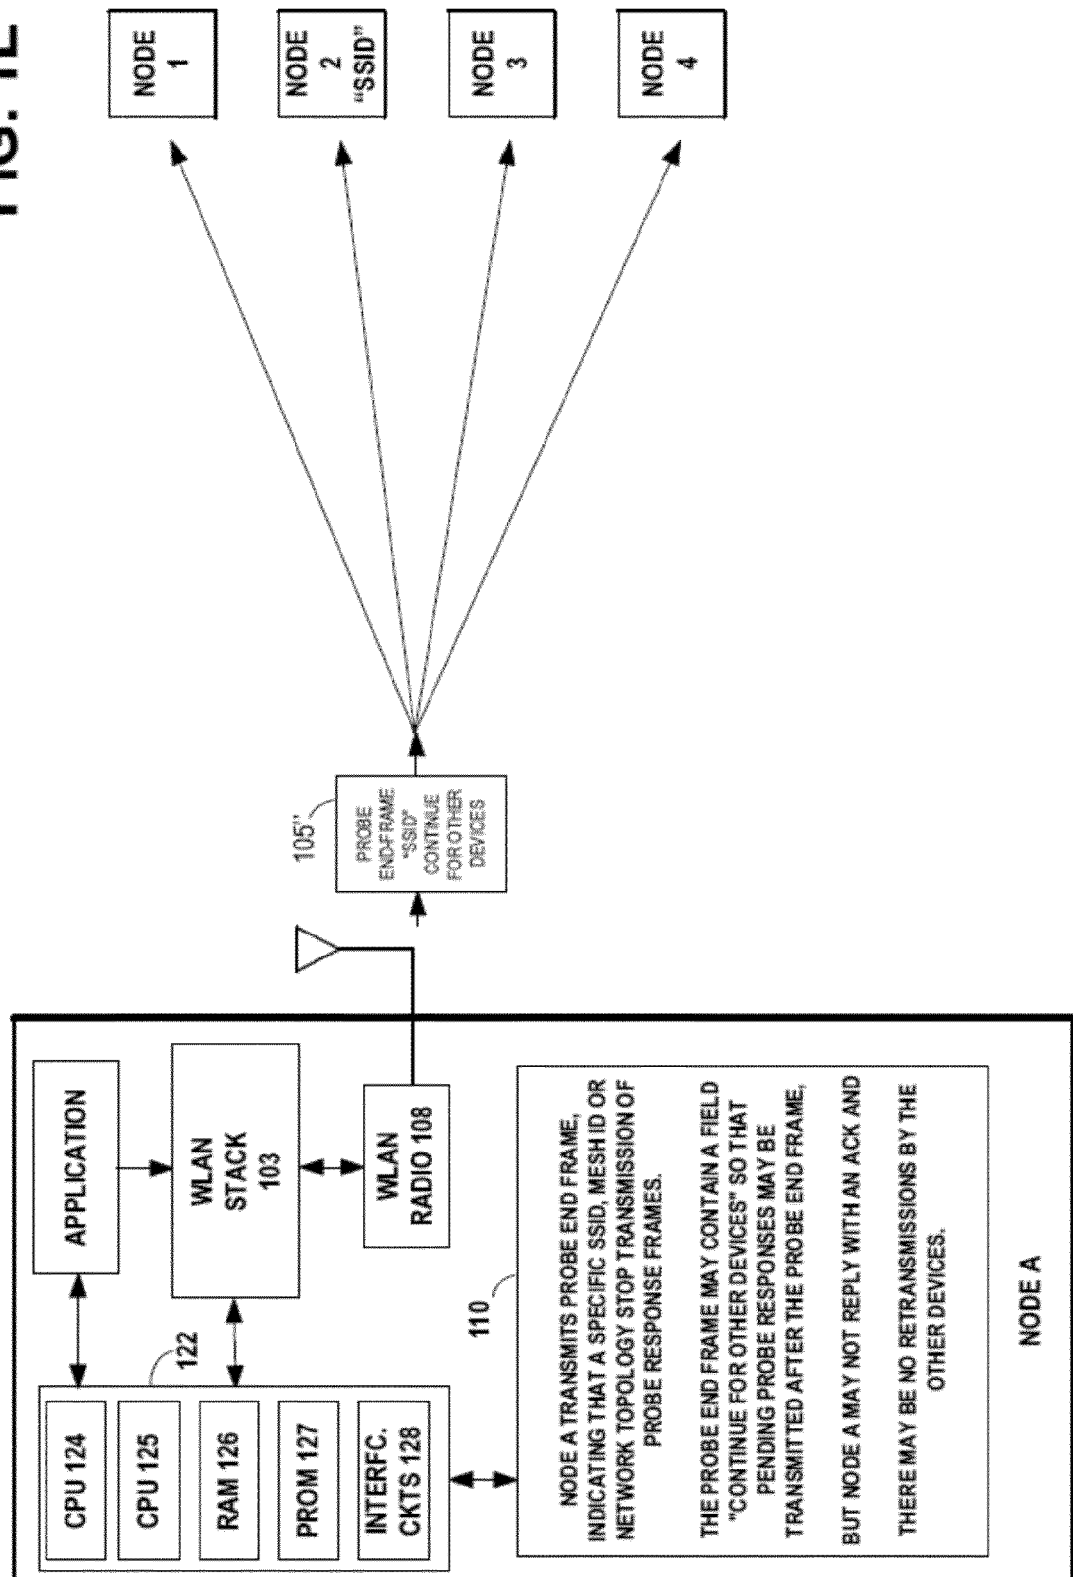 FIG. 1E
APPLICATION
WLAN
STACK
103
WLAN
RADIO 108
122
CPU 124
CPU 125
RAM 126
PROM 127
INTERFC.
CKTS 128
110
NODE A TRANSMITS PROBE END FRAME,
INDICATING THAT A SPECIFIC SSID, MESH ID OR
NETWORK TOPOLOGY STOP TRANSMISSION OF
PROBE RESPONSE FRAMES.
THE PROBE END FRAME MAY CONTAIN A FIELD
"CONTINUE FOR OTHER DEVICES" SO THAT
PENDING PROBE RESPONSES MAY BE
TRANSMITTED AFTER THE PROBE END FRAME,
BUT NODE A MAY NOT REPLY WITH AN ACK AND
THERE MAY BE NO RETRANSMISSIONS BY THE
OTHER DEVICES.
NODE A
105"
PROBE
END-FRAME
"SSID"
CONTINUE
FOR OTHER
DEVICES
NODE
1
NODE
2
"SSID"
NODE
3
NODE
4